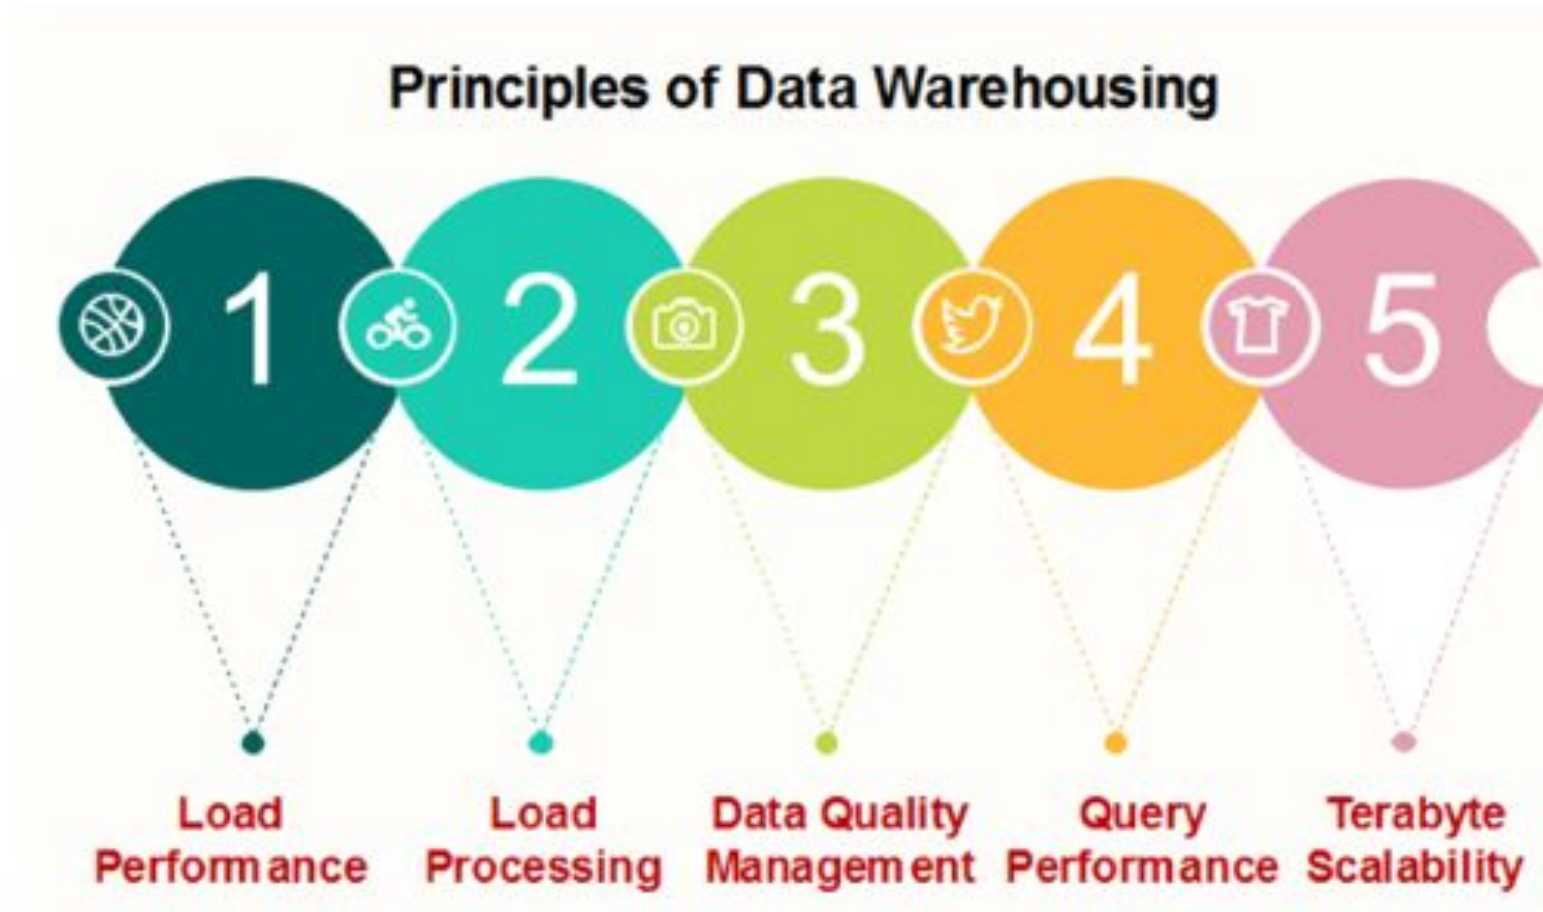 Principles of Data Warehousing
1
2
3
4
5
Load
Performance
Load
Processing
Data Quality
Management
Query
Performance
Terabyte
Scalability